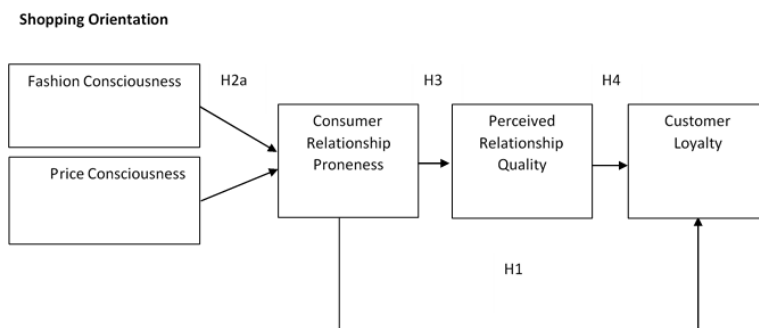 Shopping Orientation
Fashion Consciousness
H2a
H3
H4
Consumer
Relationship
Proneness
Perceived
Relationship
Quality
Customer
Loyalty
Price Consciousness
H1